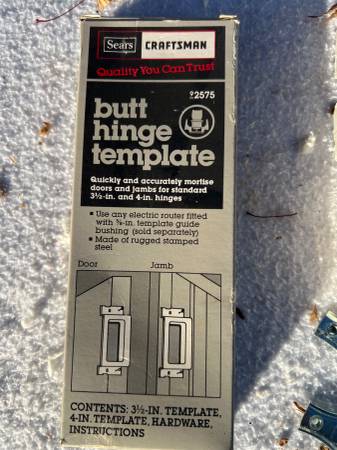 Sears CRAFTSMAN
Quality You Can Trust
92575
butt
hinge
template
Quickly and accurately mortise
doors and jambs for standard
3½-in. and 4-in. hinges
▪ Use any electric router fitted
with ⅝-in. template guide
bushing (sold separately)
▪ Made of rugged stamped
steel
Door Jamb
CONTENTS: 3½-IN. TEMPLATE,
4-IN. TEMPLATE, HARDWARE,
INSTRUCTIONS